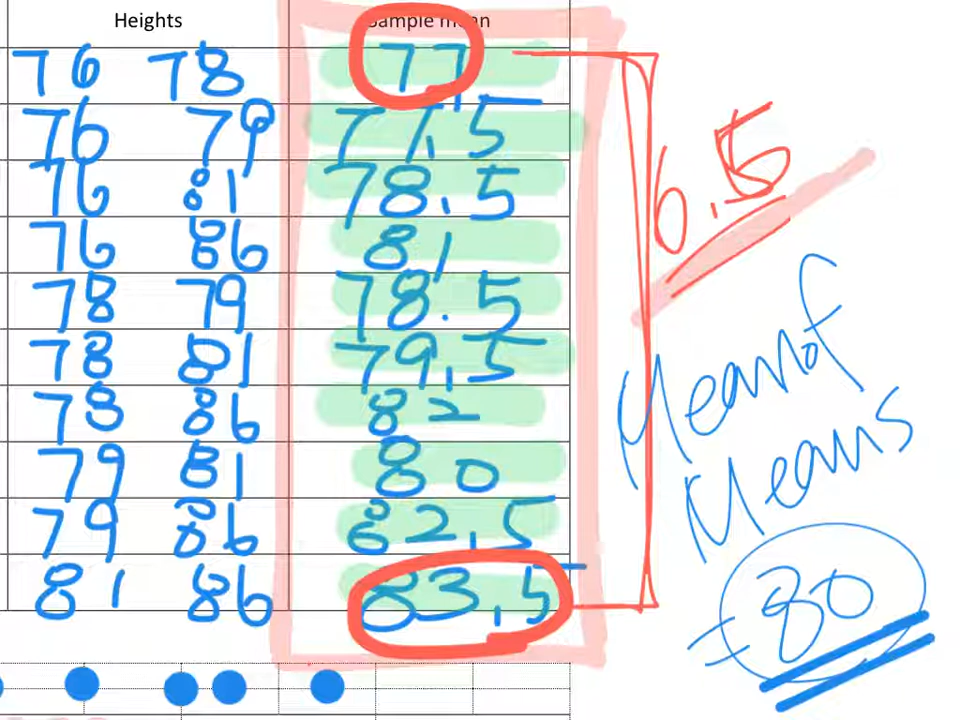 Heights Sample mean
76 78 77
76 79 77.5
76 81 78.5
76 86 81
78 79 78.5
78 81 79.5
78 86 82
79 81 80
79 86 82.5
81 86 83.5
6.5
Mean of
Means
= 80